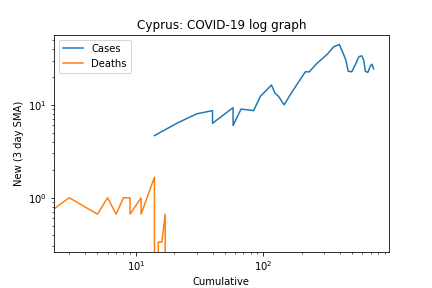 Cyprus: COVID-19 log graph
Cases
Deaths
New (3 day SMA)
10¹
10⁰
10¹
10²
Cumulative